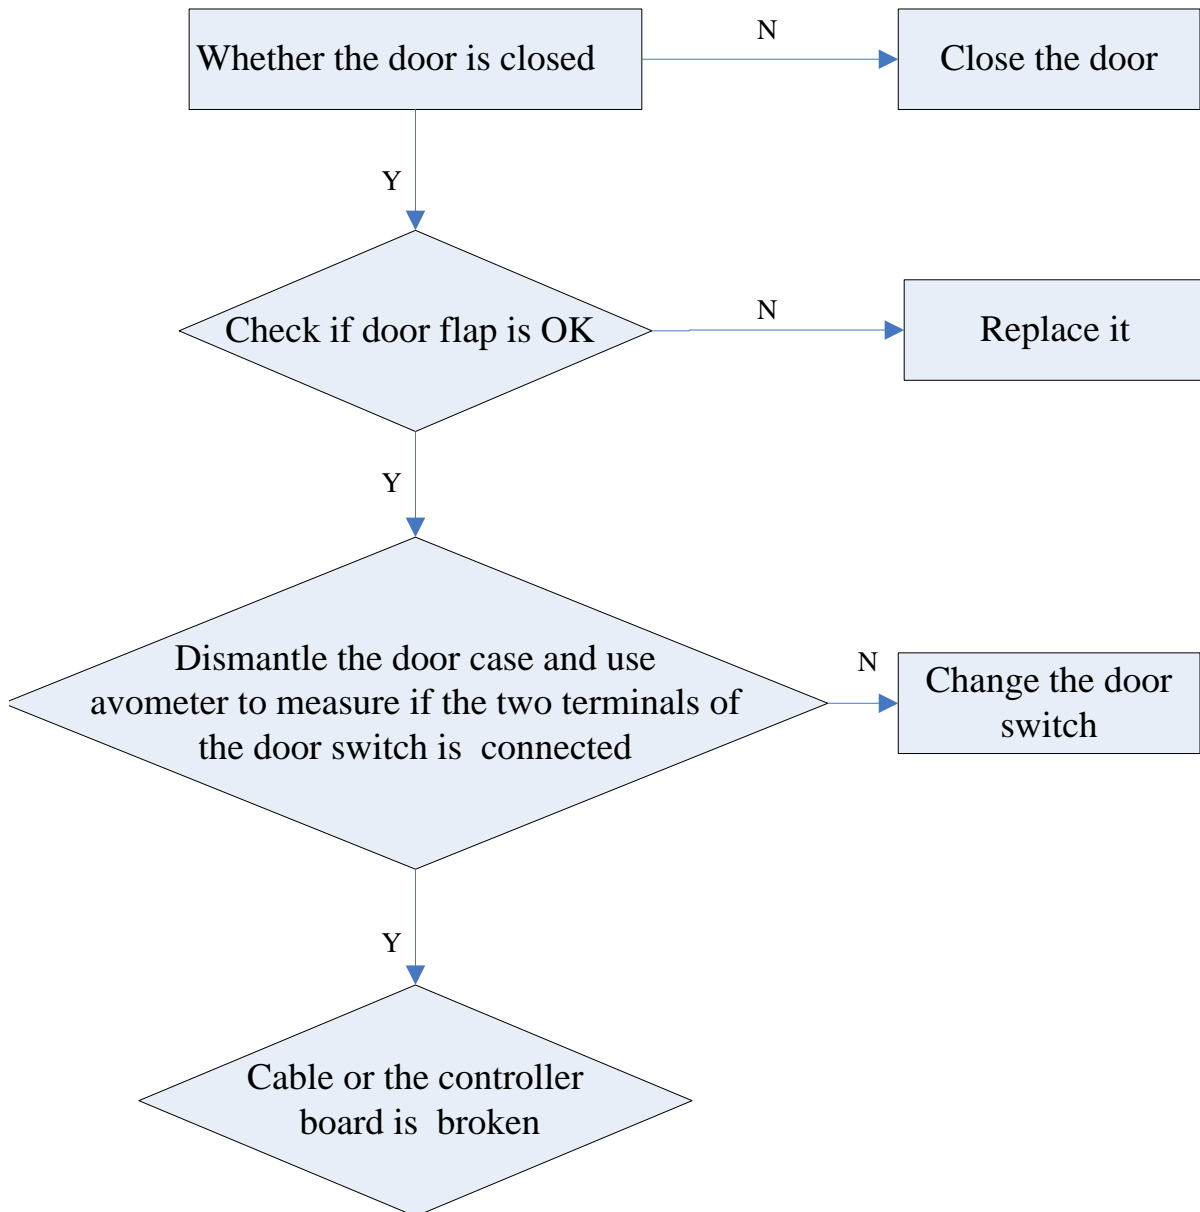 Whether the door is closed
N
Close the door
Y
Check if door flap is OK
N
Replace it
Y
Dismantle the door case and use
avometer to measure if the two terminals of
the door switch is  connected
N
Change the door
switch
Y
Cable or the controller
board is  broken